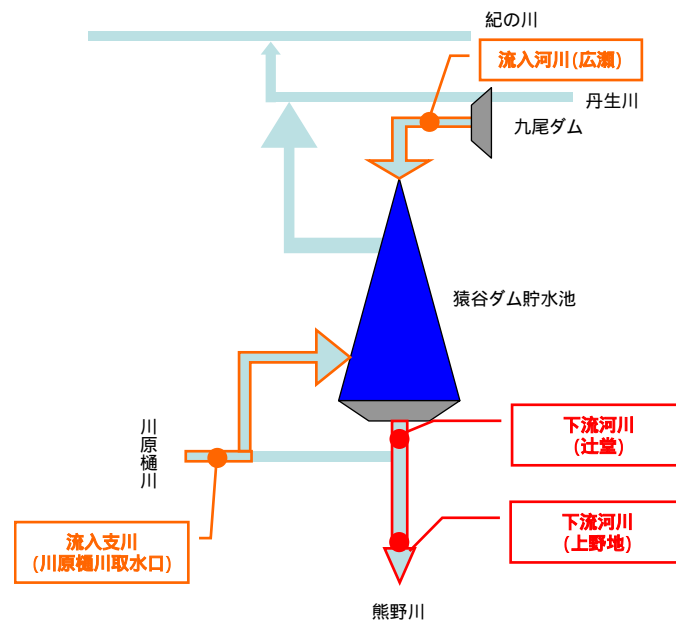 紀の川
流入河川(広瀬)
丹生川
九尾ダム
猿谷ダム貯水池
川原樋川
下流河川
(辻堂)
流入支川
(川原樋川取水口)
下流河川
(上野地)
熊野川